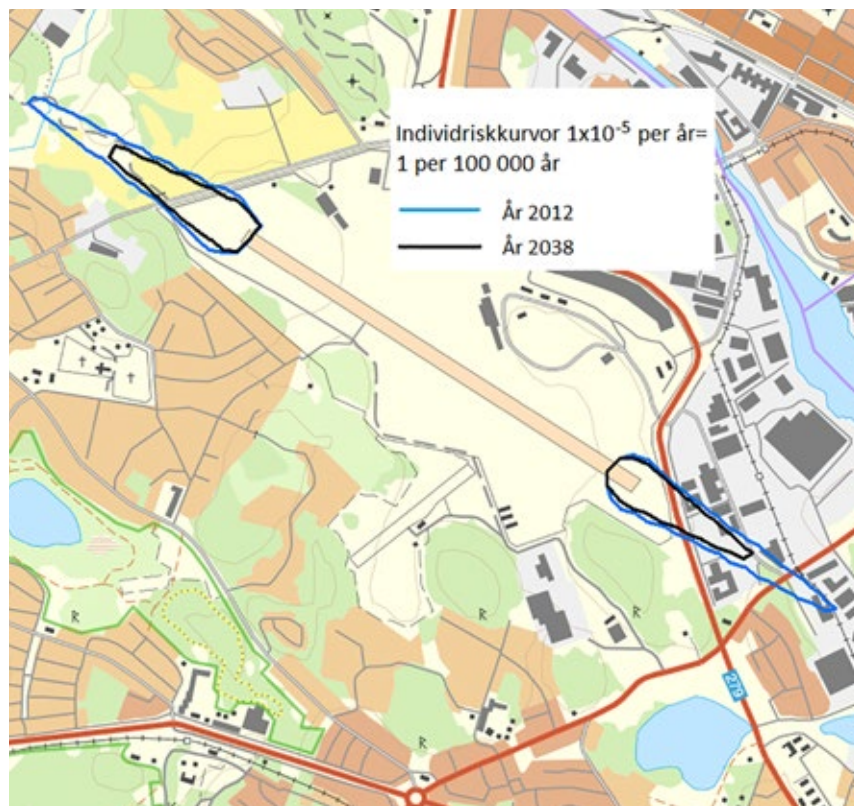 Individriskkurvor 1x10⁻⁵ per år=
1 per 100 000 år
År 2012
År 2038
279
R
R
R
R